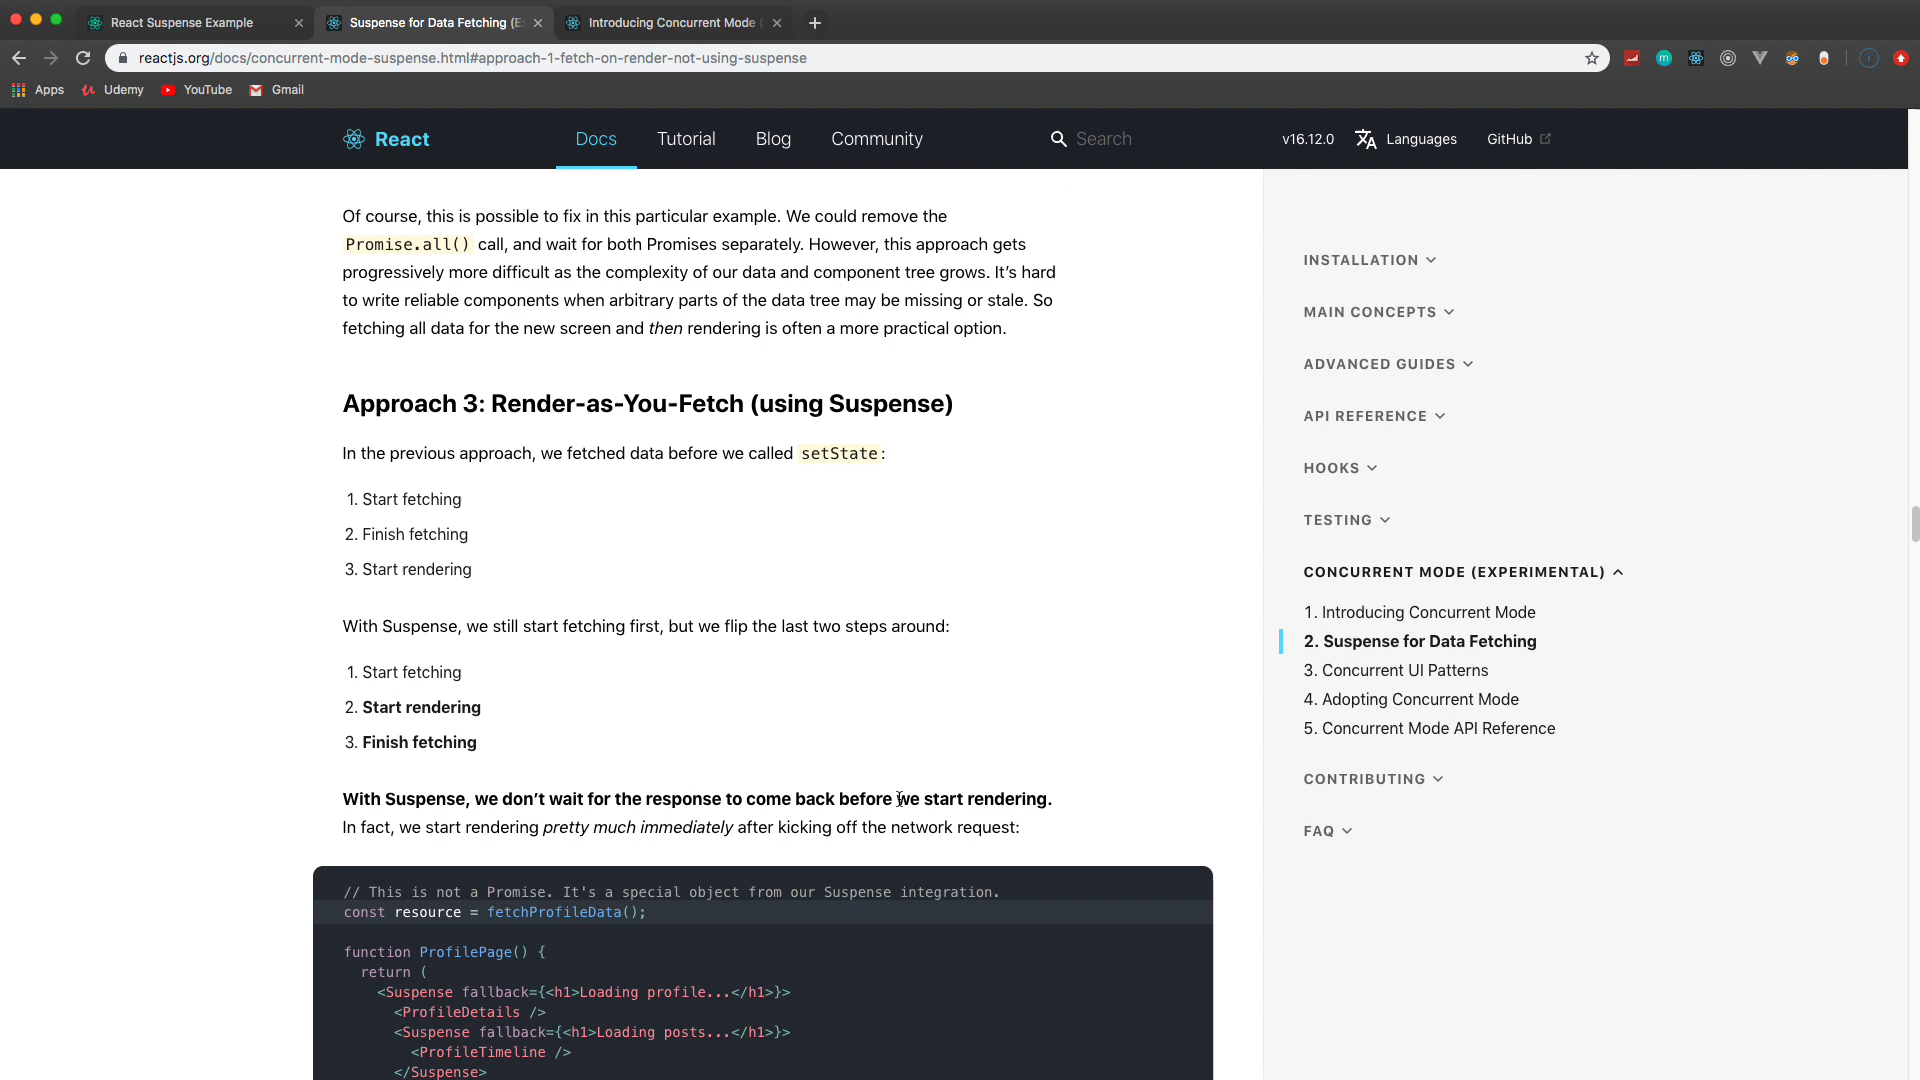 React Suspense Example
Suspense for Data Fetching (E
Introducing Concurrent Mode (
reactjs.org/docs/concurrent-mode-suspense.html#approach-1-fetch-on-render-not-using-suspense
Apps
Udemy
YouTube
Gmail
React
Docs
Tutorial
Blog
Community
Search
v16.12.0
Languages
GitHub
Of course, this is possible to fix in this particular example. We could remove the
Promise.all() call, and wait for both Promises separately. However, this approach gets
progressively more difficult as the complexity of our data and component tree grows. It’s hard
to write reliable components when arbitrary parts of the data tree may be missing or stale. So
fetching all data for the new screen and then rendering is often a more practical option.
Approach 3: Render-as-You-Fetch (using Suspense)
In the previous approach, we fetched data before we called setState:
1. Start fetching
2. Finish fetching
3. Start rendering
With Suspense, we still start fetching first, but we flip the last two steps around:
1. Start fetching
2. Start rendering
3. Finish fetching
With Suspense, we don’t wait for the response to come back before we start rendering.
In fact, we start rendering pretty much immediately after kicking off the network request:
// This is not a Promise. It's a special object from our Suspense integration.
const resource = fetchProfileData();
function ProfilePage() {
return (
<Suspense fallback={<h1>Loading profile...</h1>}>
<ProfileDetails />
<Suspense fallback={<h1>Loading posts...</h1>}>
<ProfileTimeline />
</Suspense>
INSTALLATION
MAIN CONCEPTS
ADVANCED GUIDES
API REFERENCE
HOOKS
TESTING
CONCURRENT MODE (EXPERIMENTAL)
1. Introducing Concurrent Mode
2. Suspense for Data Fetching
3. Concurrent UI Patterns
4. Adopting Concurrent Mode
5. Concurrent Mode API Reference
CONTRIBUTING
FAQ